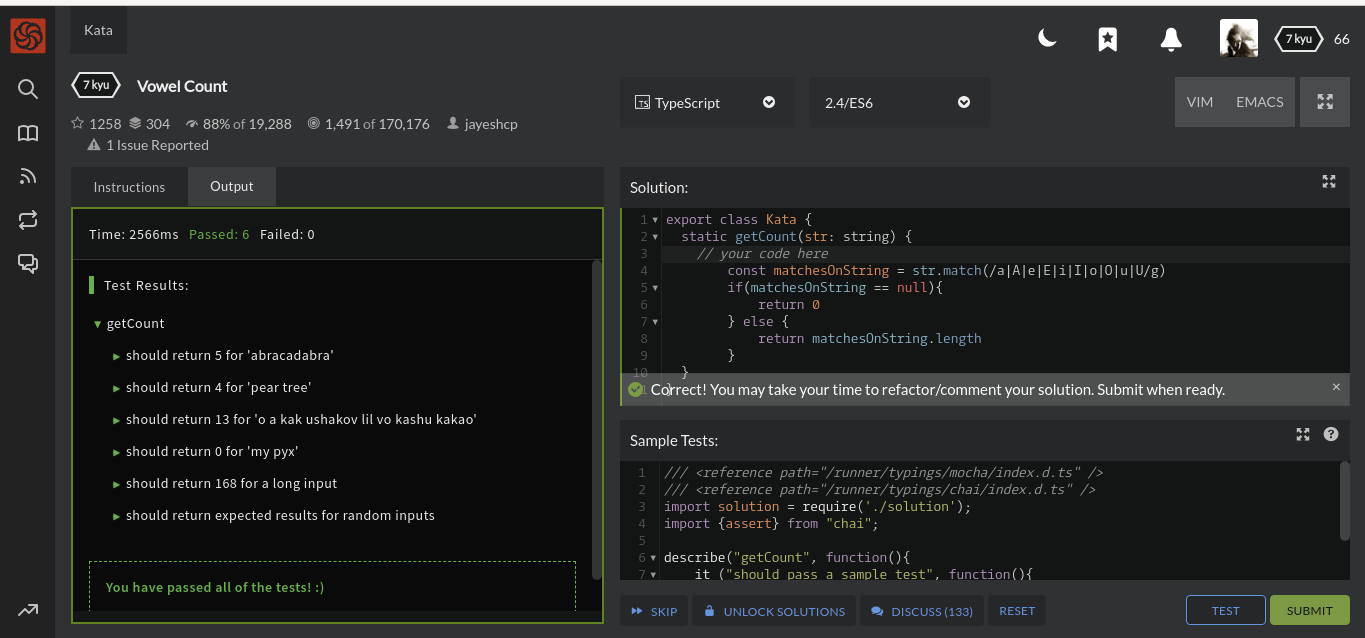 Kata
7 kyu
66
7 kyu Vowel Count
1258 304 88% of 19,288 1,491 of 170,176 jayeshcp
1 Issue Reported
TS TypeScript
2.4/ES6
VIM EMACS
Instructions Output
Time: 2566ms Passed: 6 Failed: 0
Test Results:
getCount
should return 5 for 'abracadabra'
should return 4 for 'pear tree'
should return 13 for 'o a kak ushakov lil vo kashu kakao'
should return 0 for 'my pyx'
should return 168 for a long input
should return expected results for random inputs
You have passed all of the tests! :)
Solution:
1 export class Kata {
2 static getCount(str: string) {
3 // your code here
4 const matchesOnString = str.match(/a|A|e|E|i|I|o|O|u|U/g)
5 if(matchesOnString == null){
6 return 0
7 } else {
8 return matchesOnString.length
9 }
10 }
11 }
Correct! You may take your time to refactor/comment your solution. Submit when ready. ×
Sample Tests:
1 /// <reference path="/runner/typings/mocha/index.d.ts" />
2 /// <reference path="/runner/typings/chai/index.d.ts" />
3 import solution = require('./solution');
4 import {assert} from "chai";
5
6 describe("getCount", function(){
7 it ("should pass a sample test", function(){
SKIP UNLOCK SOLUTIONS DISCUSS (133) RESET TEST SUBMIT